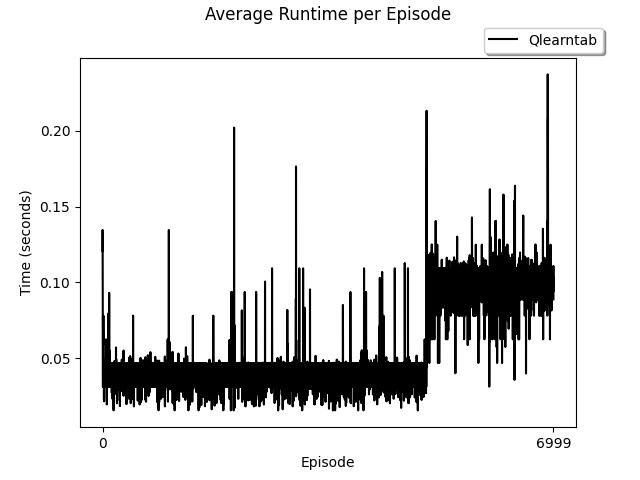 Average Runtime per Episode
Qlearntab
0.20
0.15
0.10
0.05
Time (seconds)
0 6999
Episode